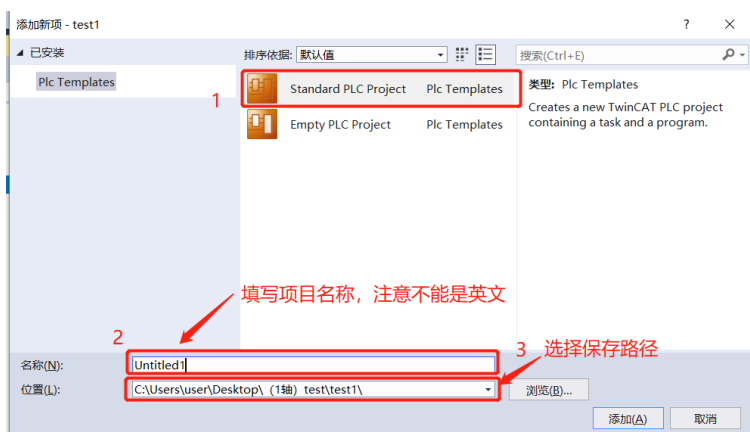 添加新项 - test1
? ×
已安装
排序依据: 默认值
搜索(Ctrl+E)
Plc Templates
1
Standard PLC Project Plc Templates
Empty PLC Project Plc Templates
类型: Plc Templates
Creates a new TwinCAT PLC project
containing a task and a program.
填写项目名称，注意不能是英文
2
3 选择保存路径
名称(N): Untitled1
位置(L): C:\Users\user\Desktop\（1轴）test\test1\
浏览(B)...
添加(A) 取消